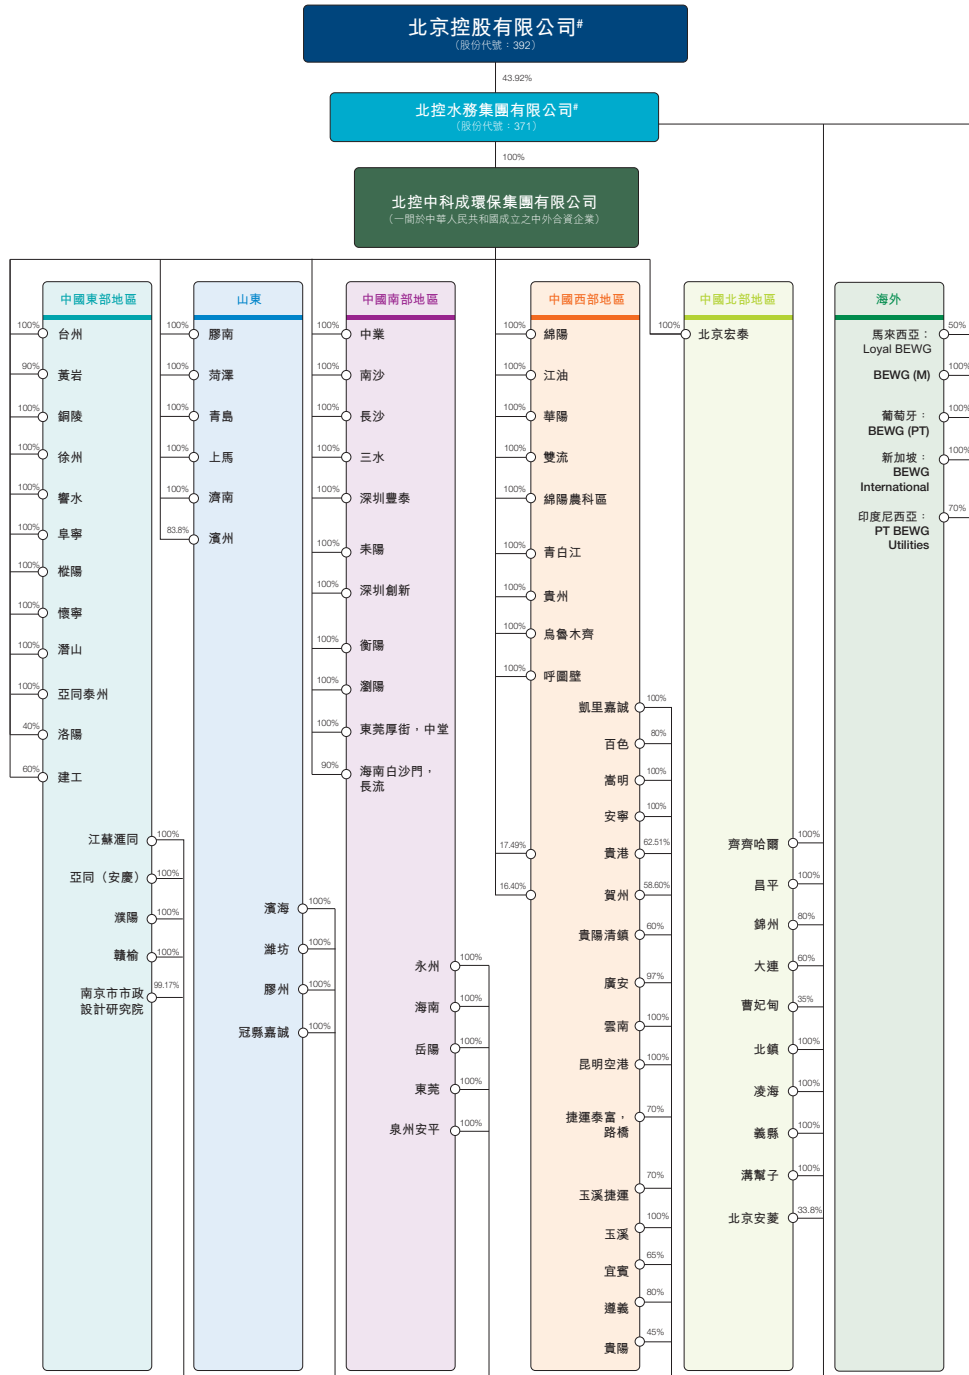 北京控股有限公司#
(股份代號：392)
43.92%
北控水務集團有限公司#
(股份代號：371)
100%
北控中科成環保集團有限公司
(一間於中華人民共和國成立之中外合資企業)
中國東部地區
100% 台州
90% 黃岩
100% 銅陵
100% 徐州
100% 響水
100% 阜寧
100% 樅陽
100% 懷寧
100% 潛山
100% 亞同泰州
40% 洛陽
60% 建工
江蘇滙同 100%
亞同（安慶） 100%
濮陽 100%
贛榆 100%
南京市市政 99.17%
設計研究院
山東
100% 膠南
100% 菏澤
100% 青島
100% 上馬
100% 濟南
83.8% 濱州
濱海 100%
濰坊 100%
膠州 100%
冠縣嘉誠 100%
中國南部地區
100% 中業
100% 南沙
100% 長沙
100% 三水
100% 深圳豐泰
100% 耒陽
100% 深圳創新
100% 衡陽
100% 瀏陽
100% 東莞厚街，中堂
90% 海南白沙門，
長流
永州 100%
海南 100%
岳陽 100%
東莞 100%
泉州安平 100%
中國西部地區
100% 綿陽
100% 江油
100% 華陽
100% 雙流
100% 綿陽農科區
100% 青白江
100% 貴州
100% 烏魯木齊
100% 呼圖壁
凱里嘉誠 100%
百色 80%
嵩明 100%
安寧 100%
17.49% 貴港 62.51%
16.40% 賀州 58.60%
貴陽清鎮 60%
廣安 97%
雲南 100%
昆明空港 100%
捷運泰富， 70%
路橋
玉溪捷運 70%
玉溪 100%
宜賓 65%
遵義 80%
貴陽 45%
中國北部地區
100% 北京宏泰
齊齊哈爾 100%
昌平 100%
錦州 80%
大連 60%
曹妃甸 35%
北鎮 100%
凌海 100%
義縣 100%
溝幫子 100%
北京安菱 33.8%
海外
馬來西亞： 50%
Loyal BEWG
BEWG (M) 100%
葡萄牙： 100%
BEWG (PT)
新加坡： 100%
BEWG
International
印度尼西亞： 70%
PT BEWG
Utilities